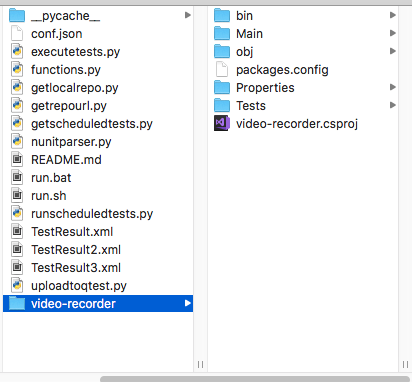 __pycache__
conf.json
executetests.py
functions.py
getlocalrepo.py
getrepourl.py
getscheduledtests.py
nunitparser.py
README.md
run.bat
run.sh
runscheduledtests.py
TestResult.xml
TestResult2.xml
TestResult3.xml
uploadtoqtest.py
video-recorder
bin
Main
obj
packages.config
Properties
Tests
video-recorder.csproj